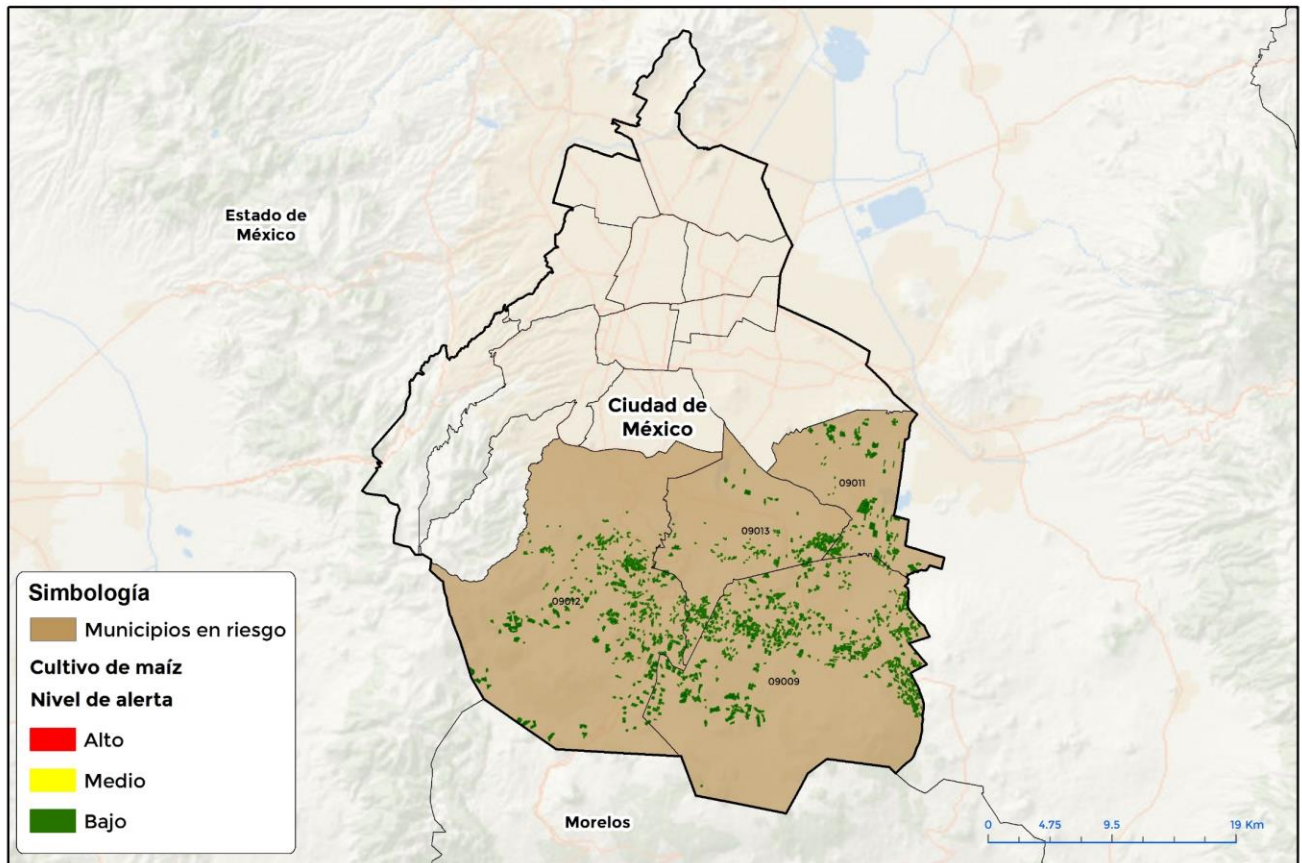 Estado de
México
Ciudad de
México
09011
09013
09012
09009
Simbología
Municipios en riesgo
Cultivo de maíz
Nivel de alerta
Alto
Medio
Bajo
Morelos
0 4.75 9.5 19 Km